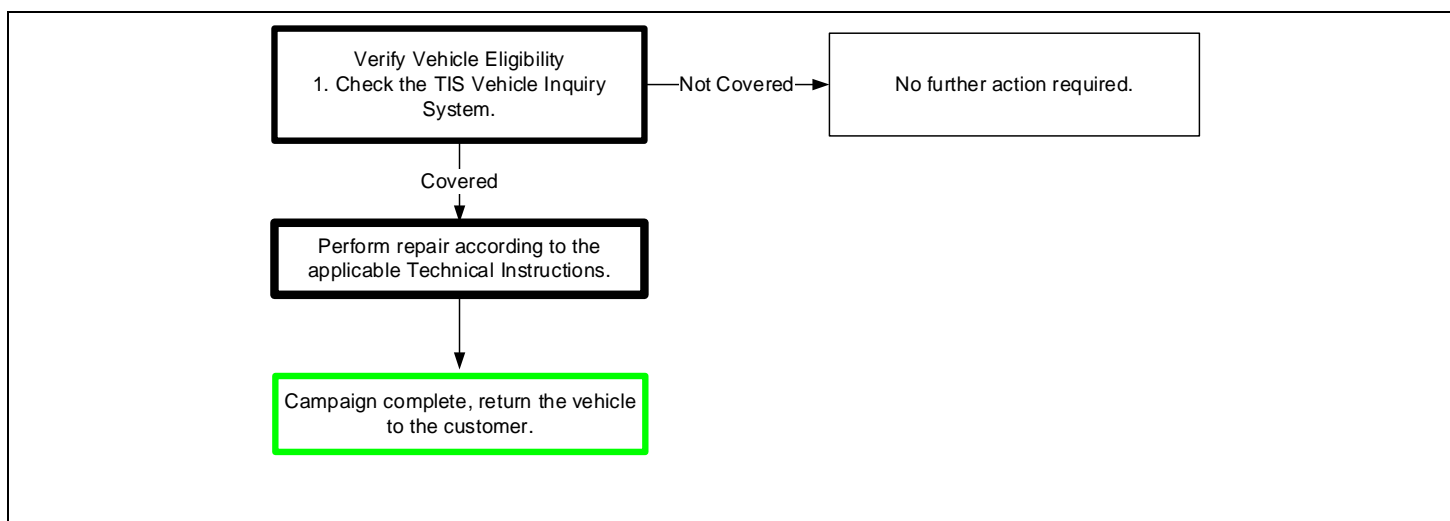 Verify Vehicle Eligibility
1. Check the TIS Vehicle Inquiry
System.
Not Covered
No further action required.
Covered
Perform repair according to the
applicable Technical Instructions.
Campaign complete, return the vehicle
to the customer.